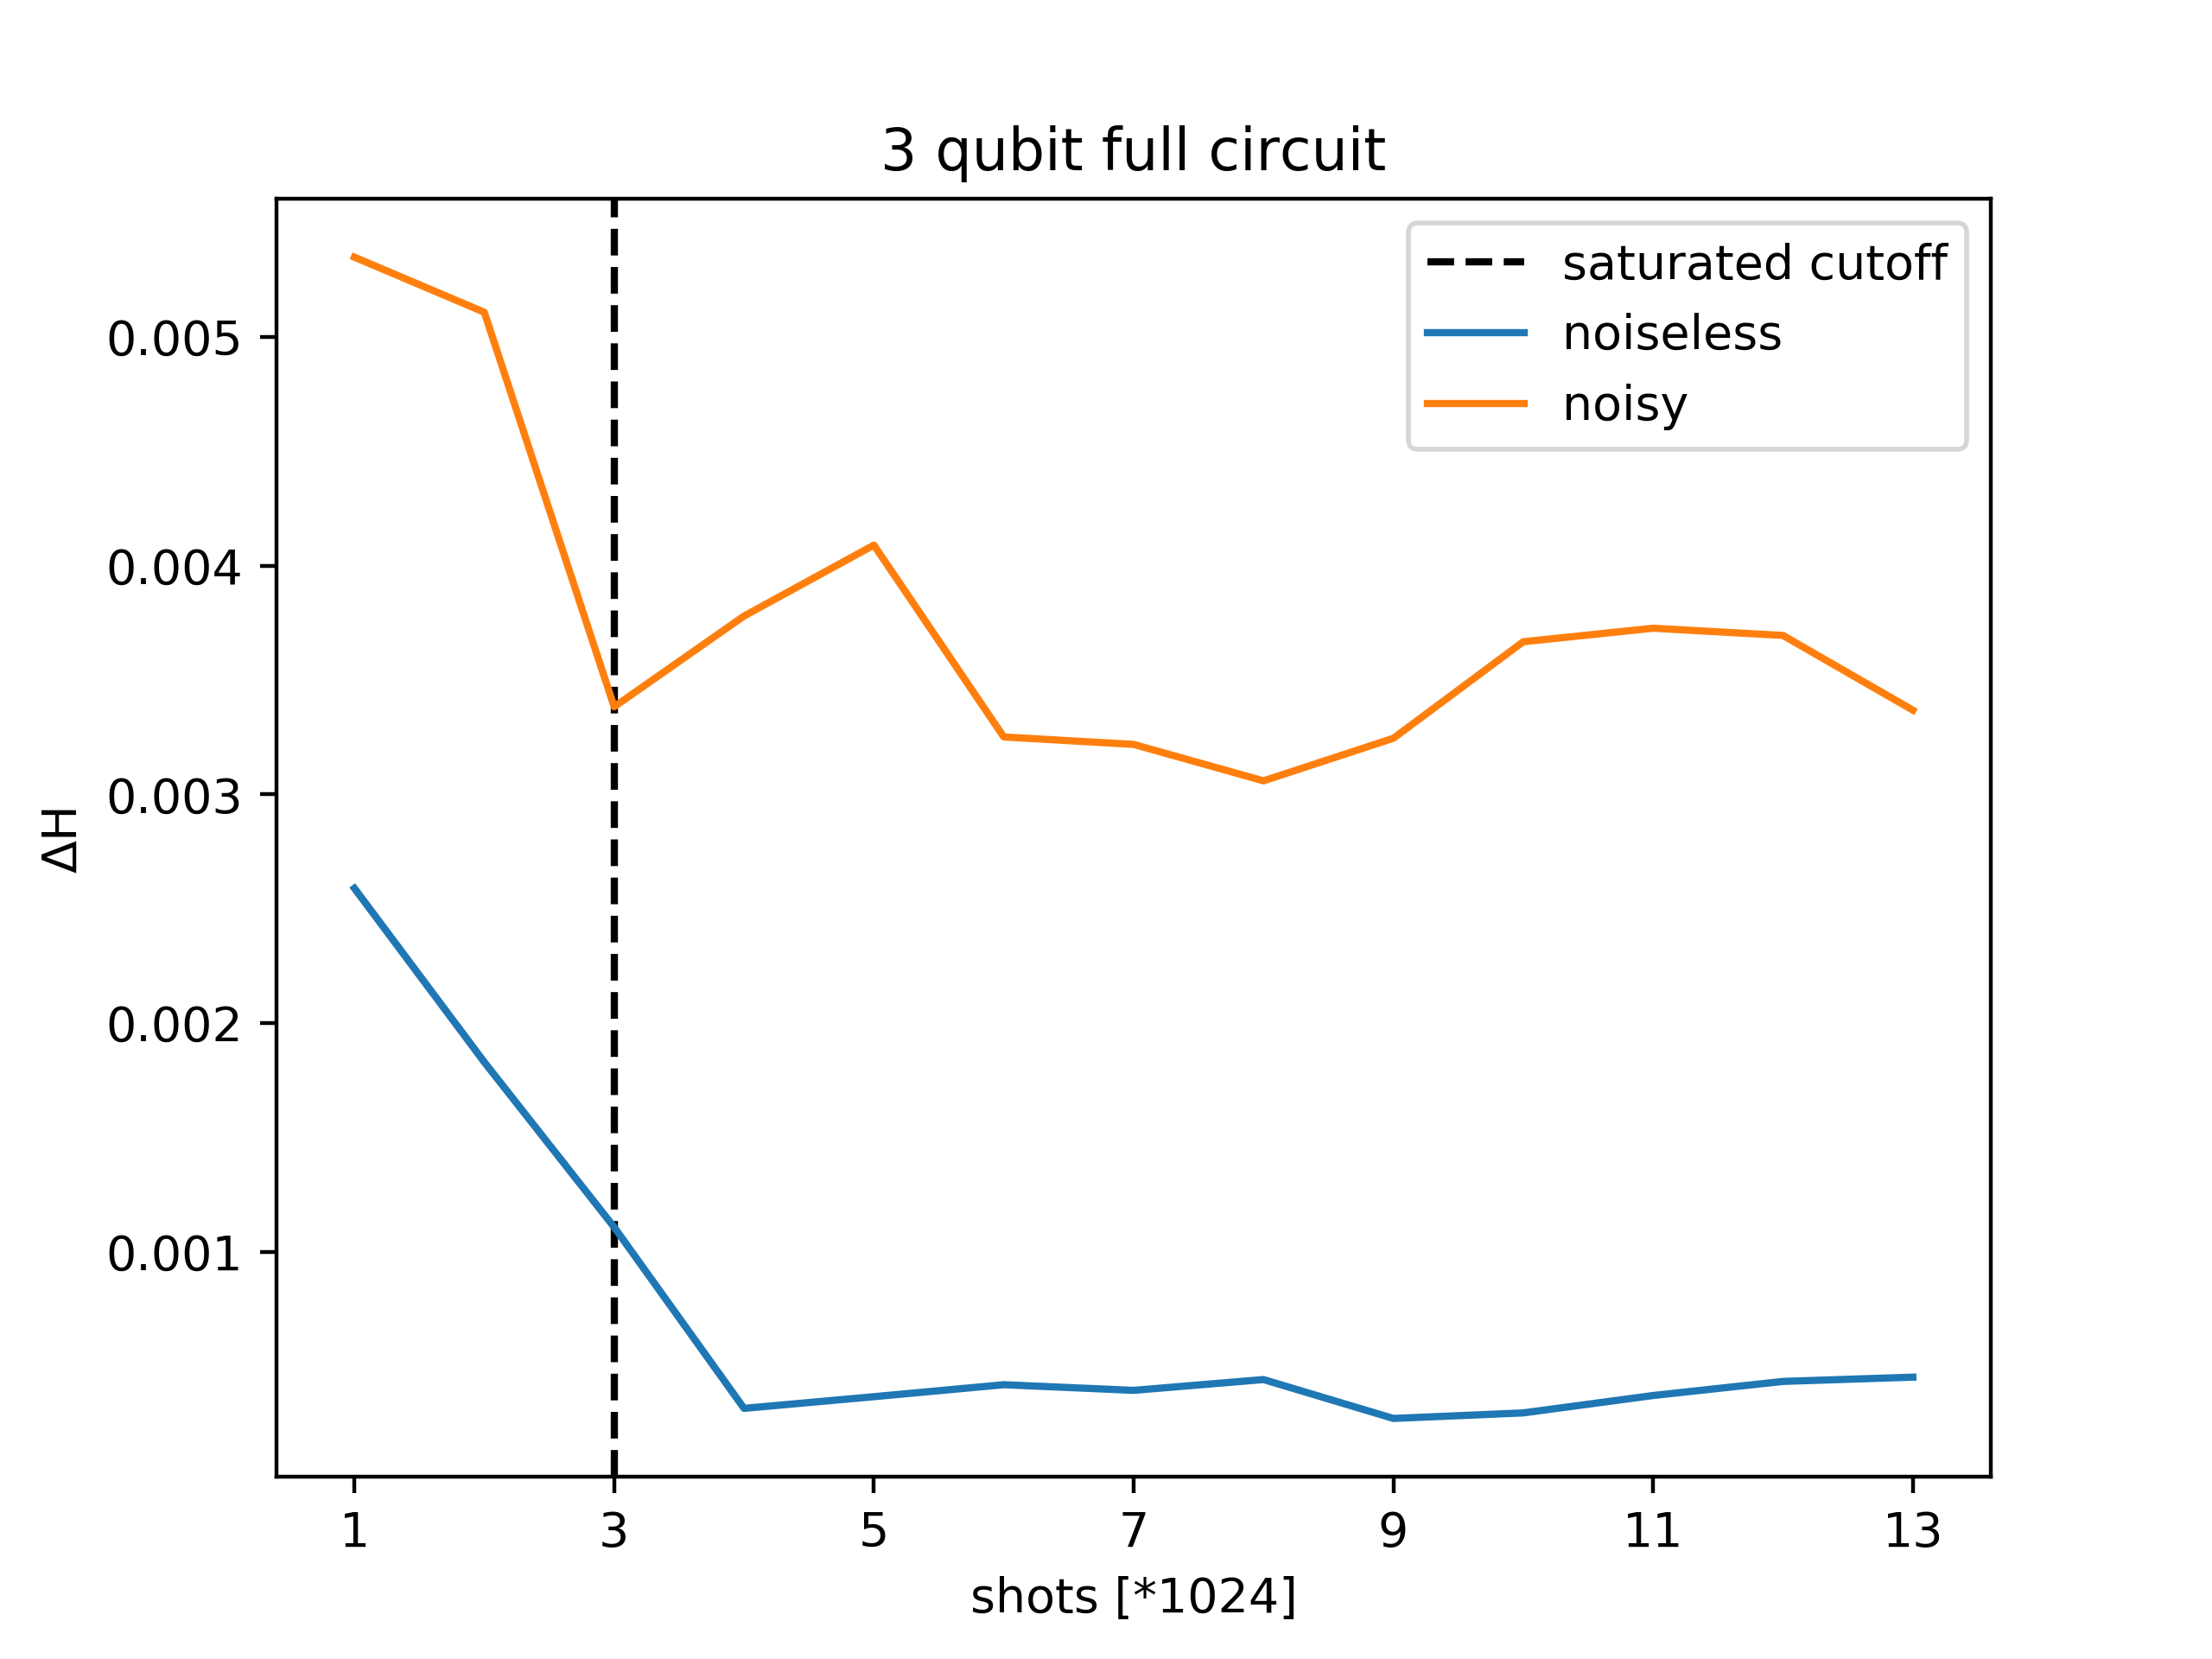 3 qubit full circuit
saturated cutoff
noiseless
noisy
0.005
0.004
0.003
0.002
0.001
ΔH
1 3 5 7 9 11 13
shots [*1024]